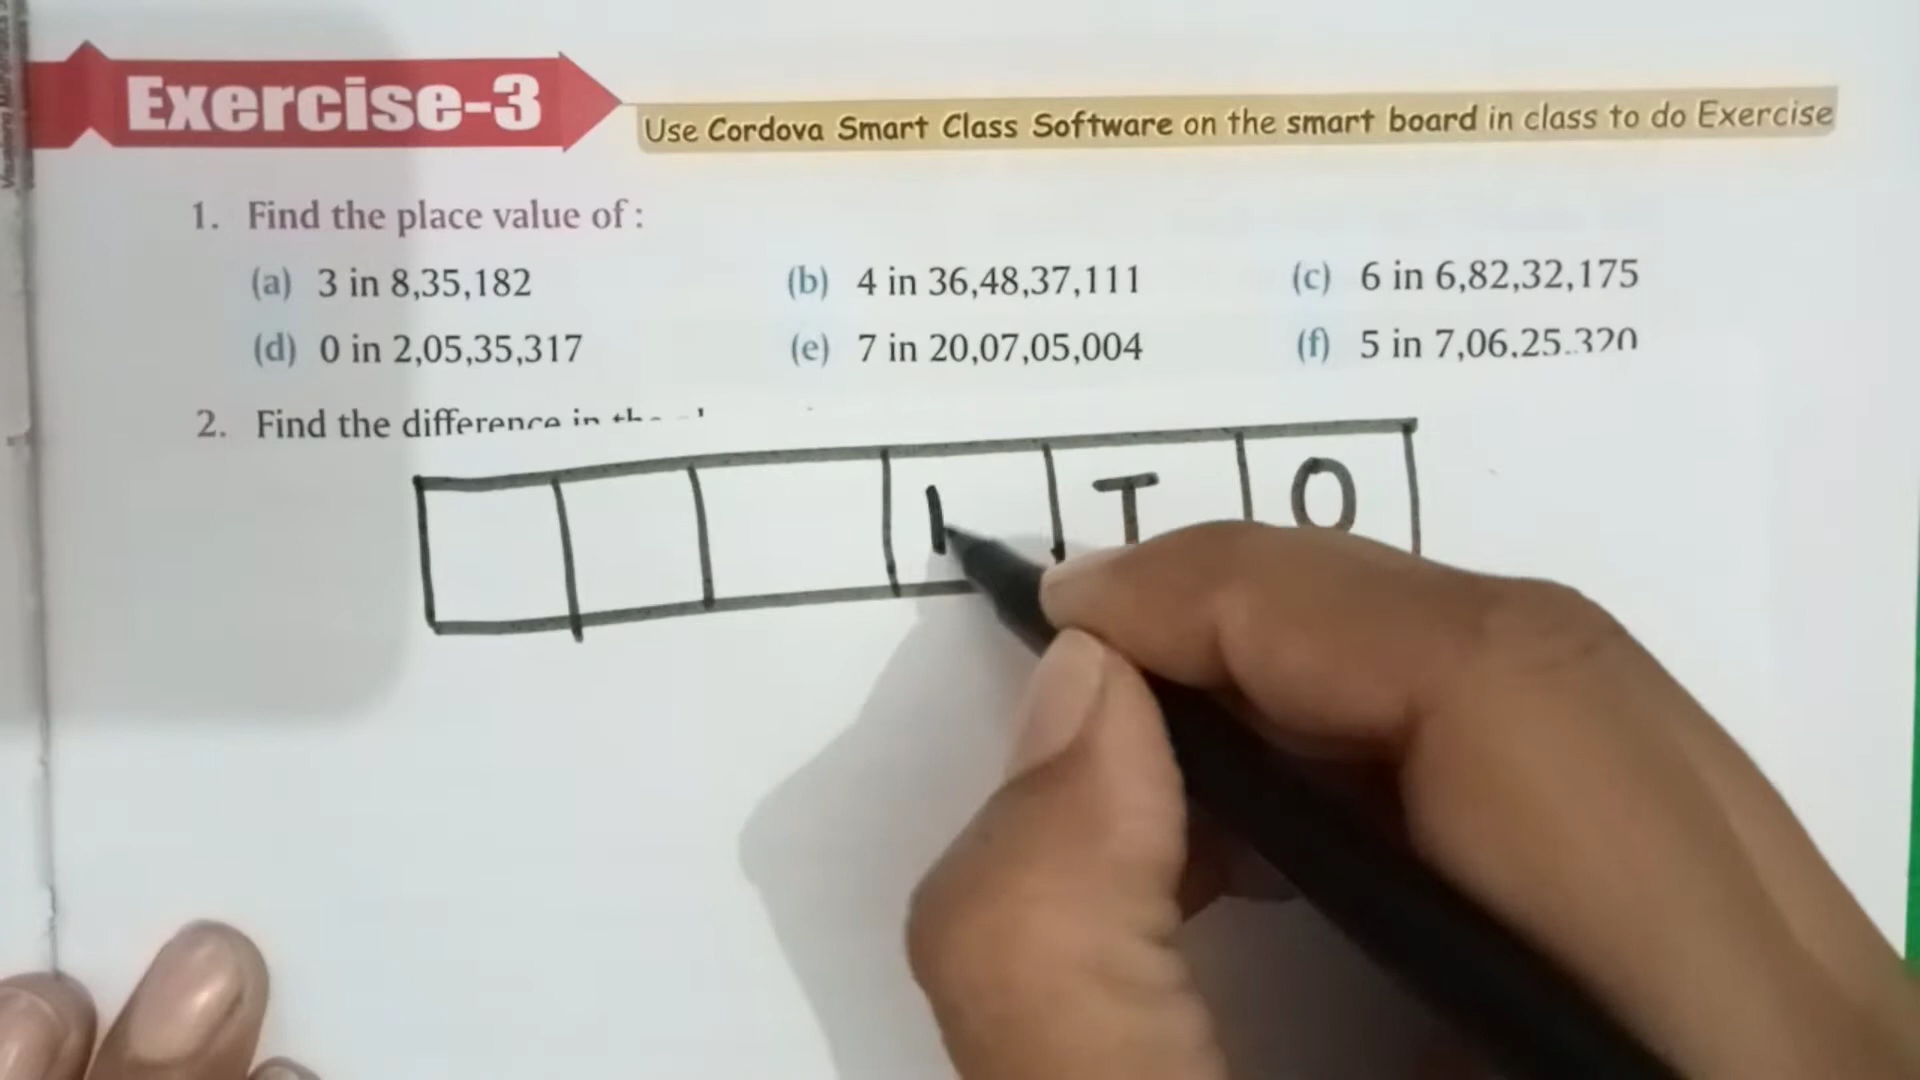 Exercise-3
Use Cordova Smart Class Software on the smart board in class to do Exercise
1. Find the place value of :
(a) 3 in 8,35,182 (b) 4 in 36,48,37,111 (c) 6 in 6,82,32,175
(d) 0 in 2,05,35,317 (e) 7 in 20,07,05,004 (f) 5 in 7,06,25,320
2. Find the difference in
T O